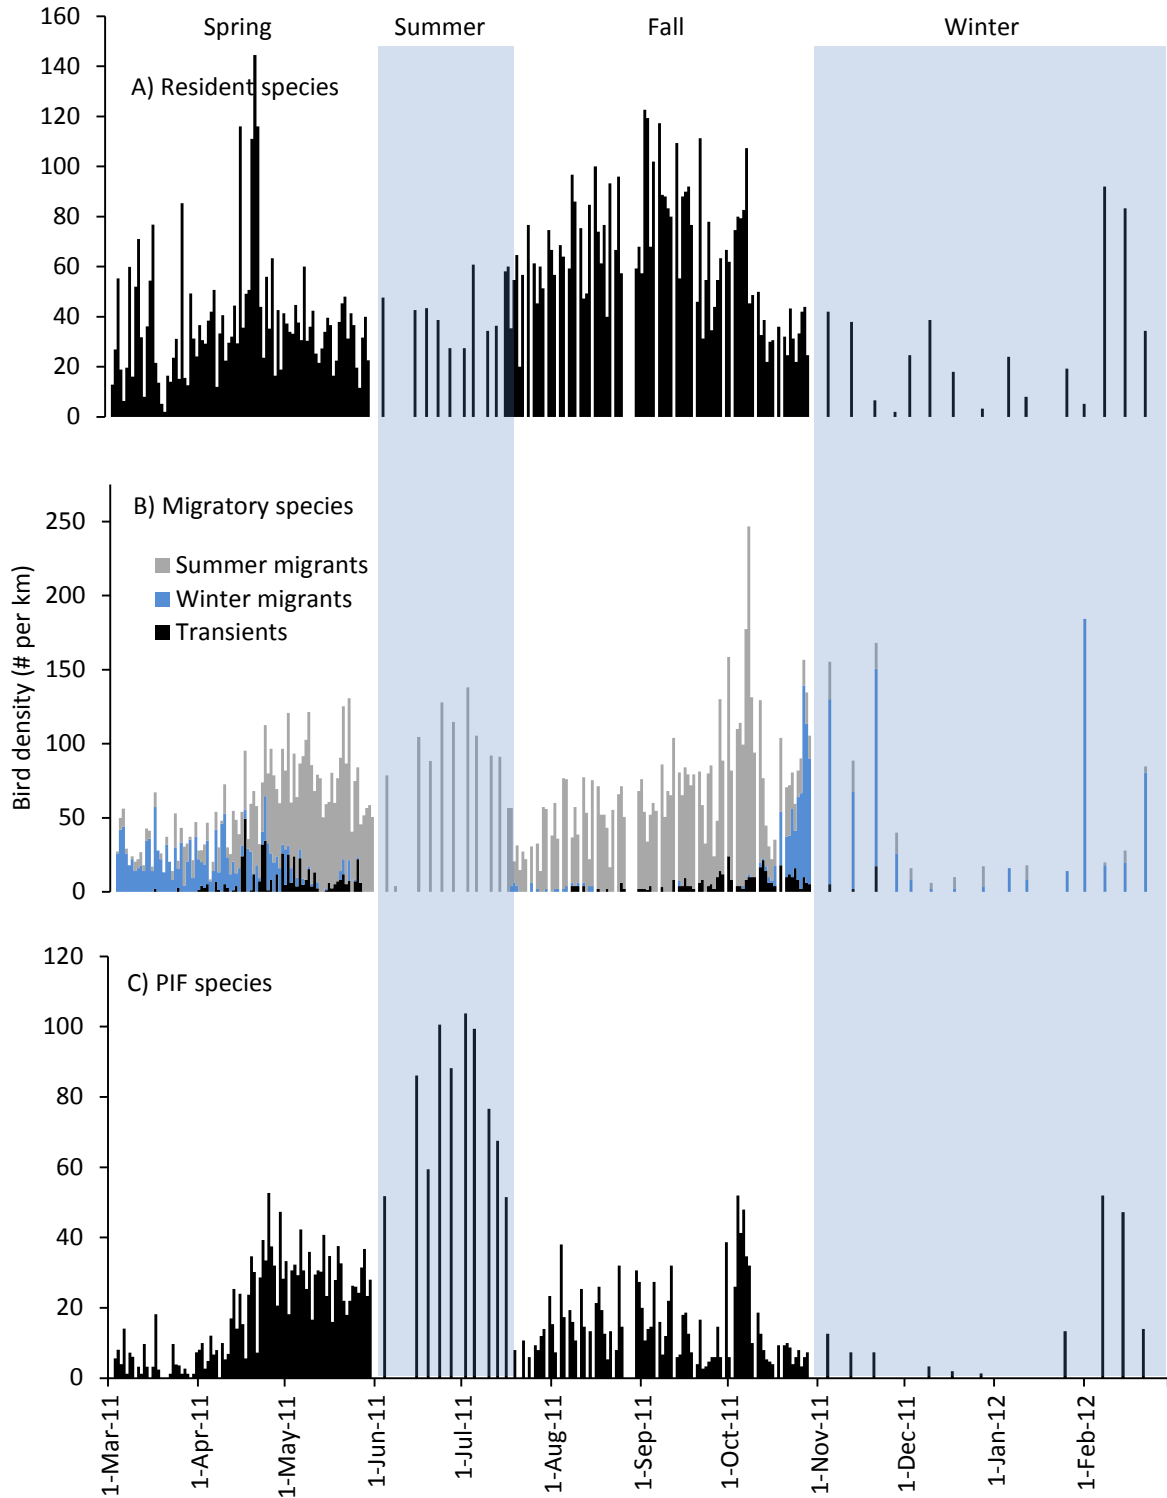 Spring Summer Fall Winter
160
140
120
100
80
60
40
20
0
A) Resident species
Bird density (# per km)
250
200
150
100
50
0
B) Migratory species
Summer migrants
Winter migrants
Transients
120
100
80
60
40
20
0
C) PIF species
1-Mar-11
1-Apr-11
1-May-11
1-Jun-11
1-Jul-11
1-Aug-11
1-Sep-11
1-Oct-11
1-Nov-11
1-Dec-11
1-Jan-12
1-Feb-12